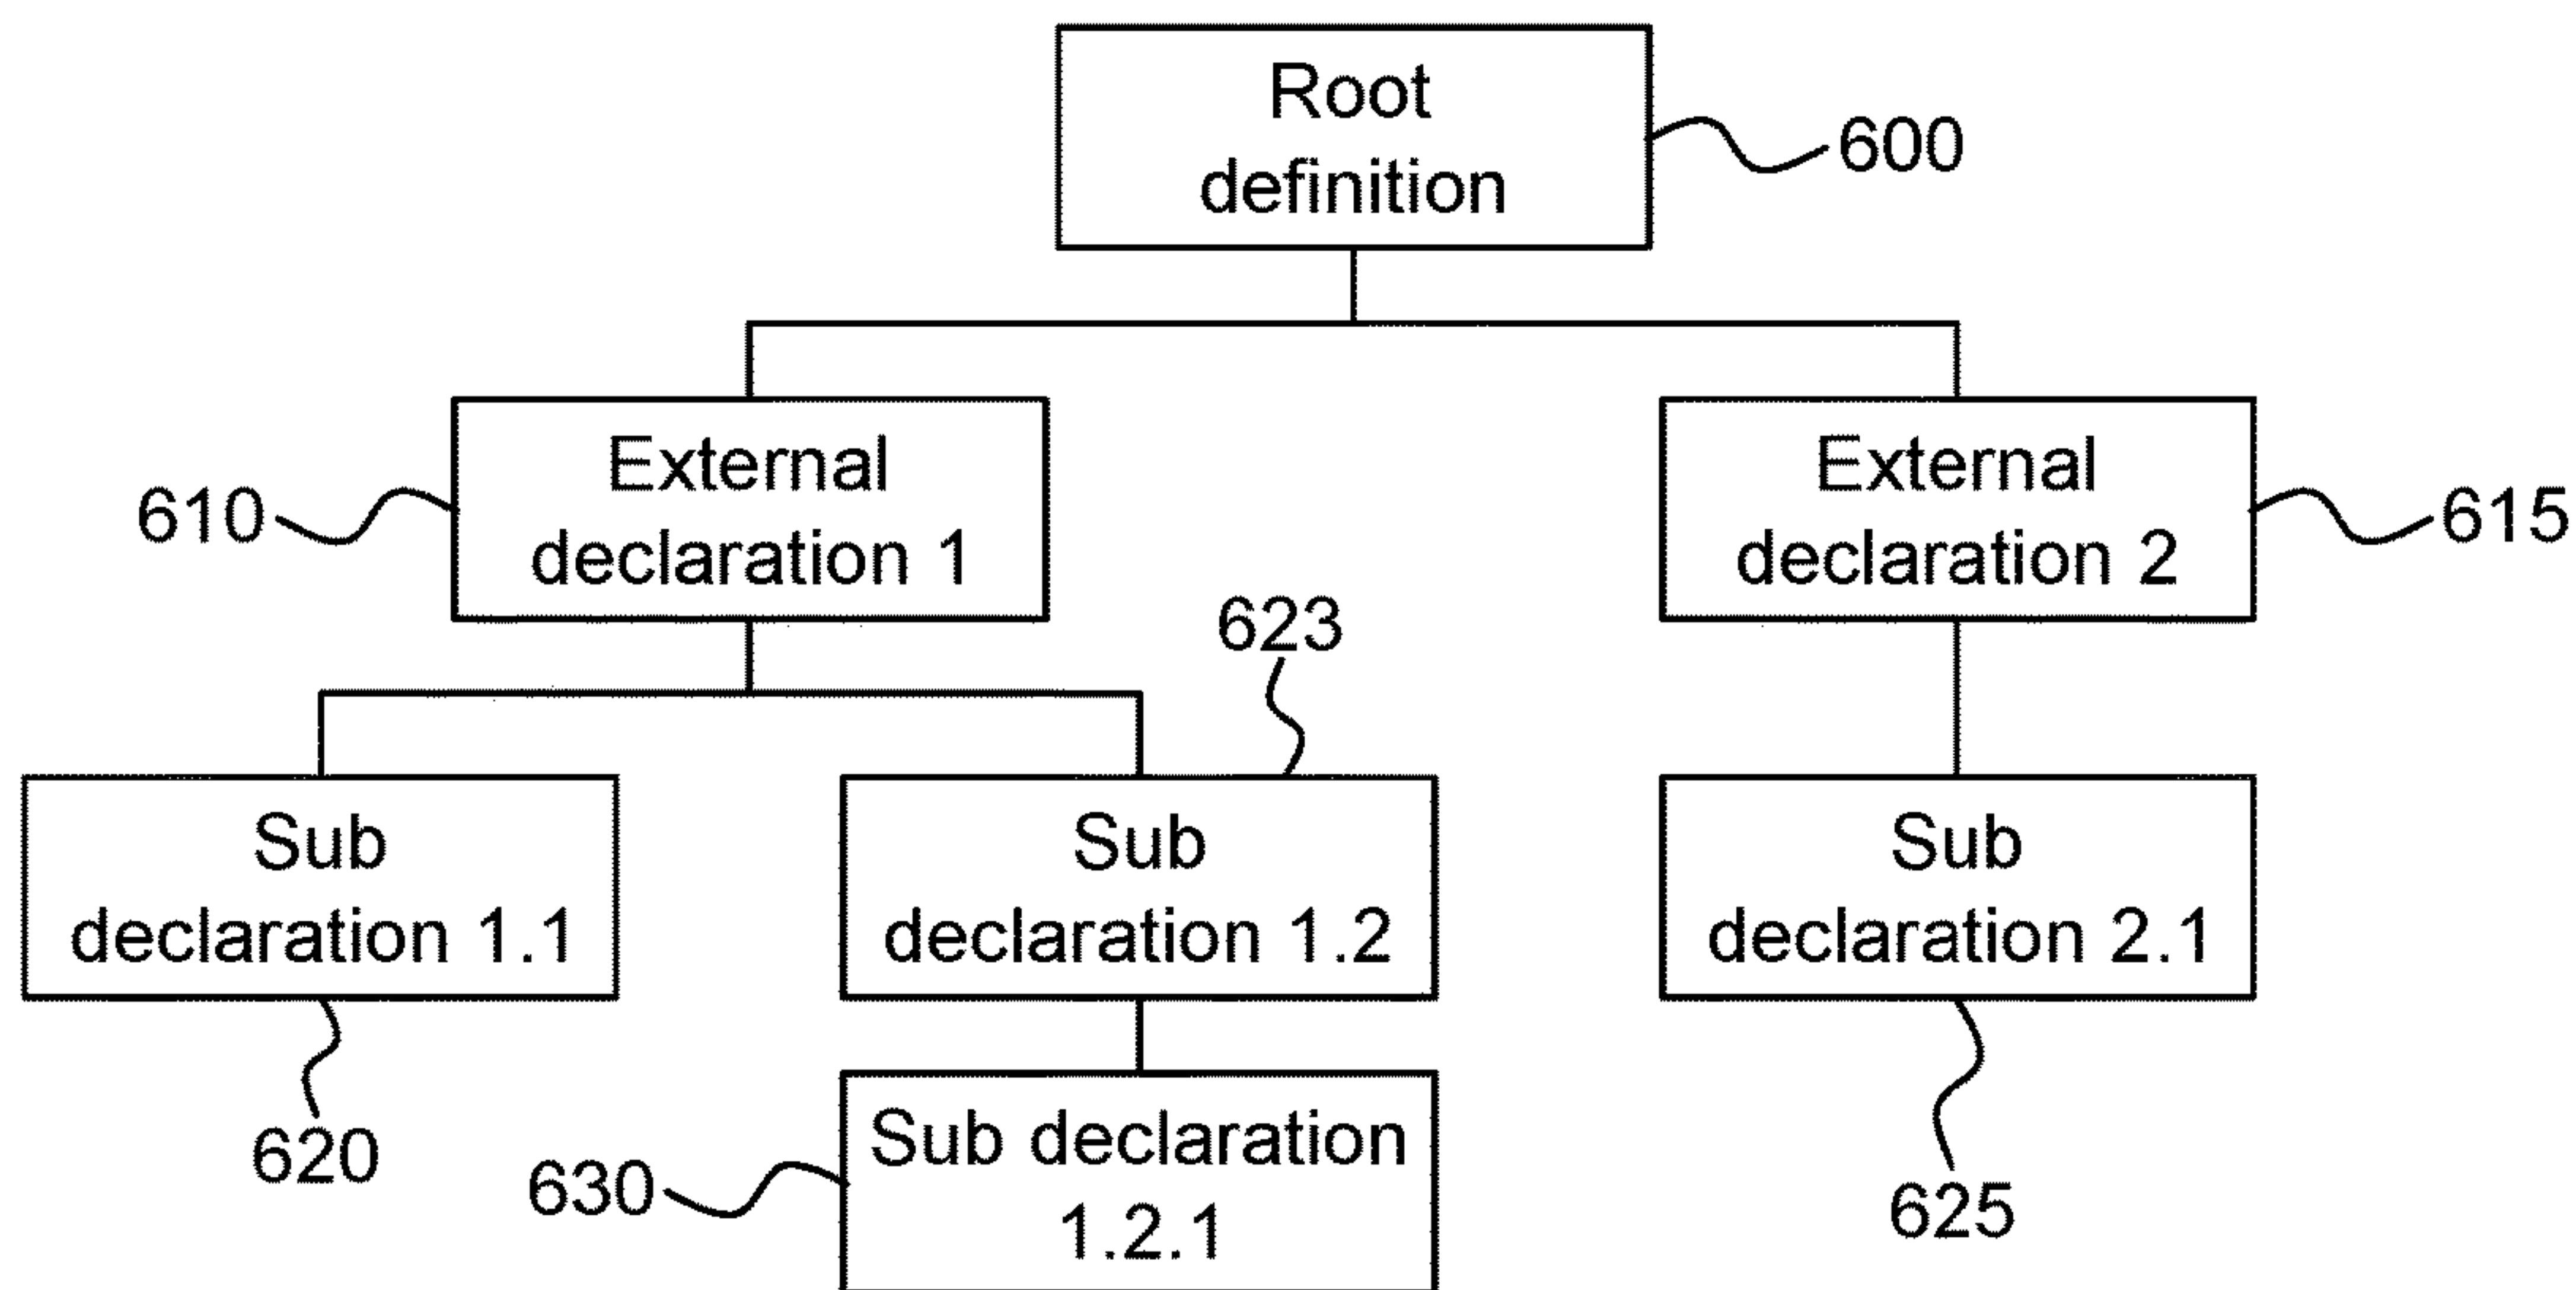 Root
definition
600
External
declaration 1
610
External
declaration 2
615
623
Sub
declaration 1.1
Sub
declaration 1.2
Sub
declaration 2.1
620
630
Sub declaration
1.2.1
625